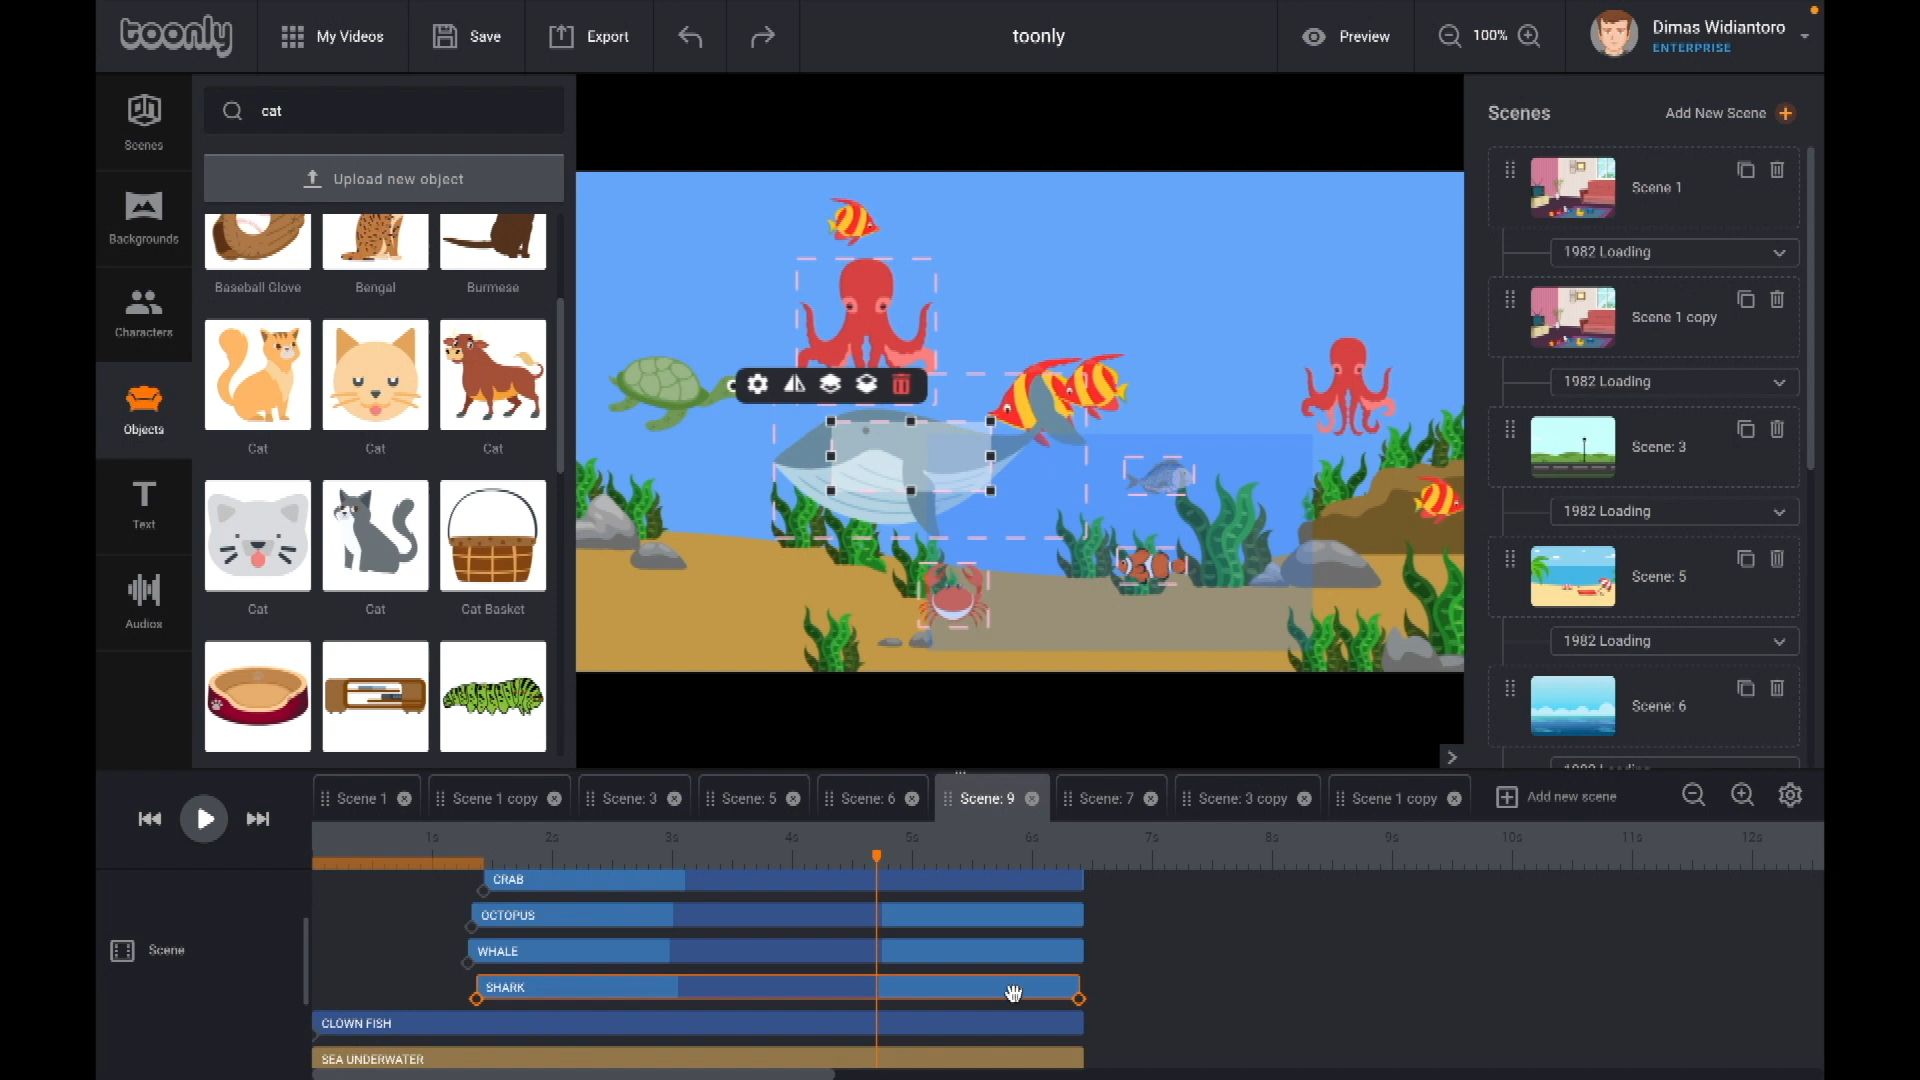 toonly
My Videos
Save
Export
toonly
Preview
100%
Dimas Widiantoro
ENTERPRISE
Scenes
Backgrounds
Characters
Objects
Text
Audios
cat
Upload new object
Baseball Glove
Bengal
Burmese
Cat
Cat
Cat
Cat
Cat
Cat Basket
Scenes
Add New Scene
Scene 1
1982 Loading
Scene 1 copy
1982 Loading
Scene: 3
1982 Loading
Scene: 5
1982 Loading
Scene: 6
Scene 1
Scene 1 copy
Scene: 3
Scene: 5
Scene: 6
Scene: 9
Scene: 7
Scene: 3 copy
Scene 1 copy
Add new scene
1s
2s
3s
4s
5s
6s
7s
8s
9s
10s
11s
12s
Scene
CRAB
OCTOPUS
WHALE
SHARK
CLOWN FISH
SEA UNDERWATER